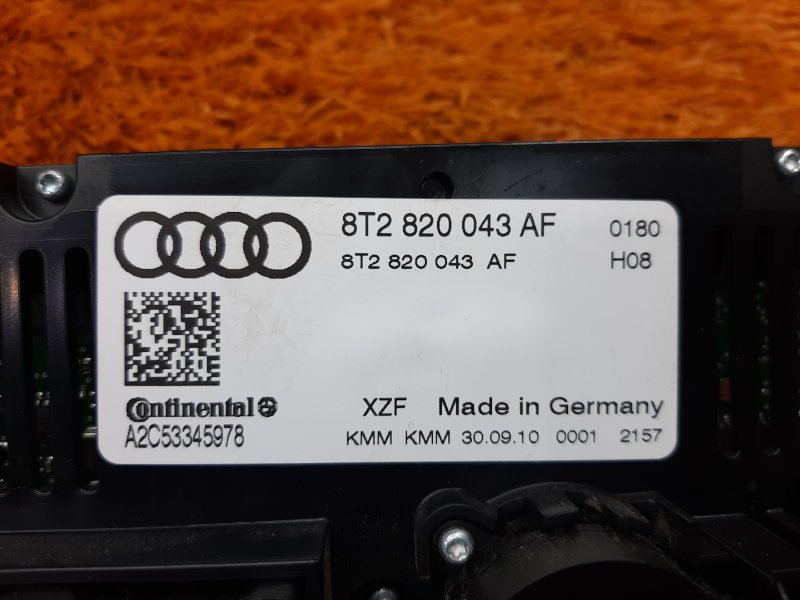 8T2 820 043 AF 0180
8T2 820 043 AF H08
Continental
XZF Made in Germany
A2C53345978
KMM KMM 30.09.10 0001 2157